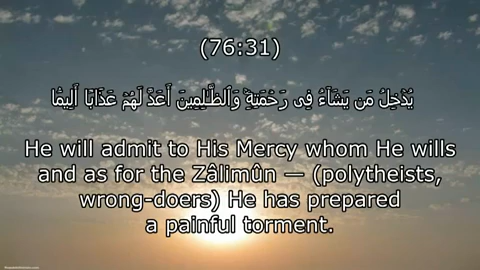 (76:31)
يُدْخِلُ مَن يَشَآءُ فِى رَحْمَتِهِۦ ۚ وَٱلظَّـٰلِمِينَ أَعَدَّ لَهُمْ عَذَابًا أَلِيمًۢا
He will admit to His Mercy whom He wills
and as for the Zâlimûn — (polytheists,
wrong-doers) He has prepared
a painful torment.